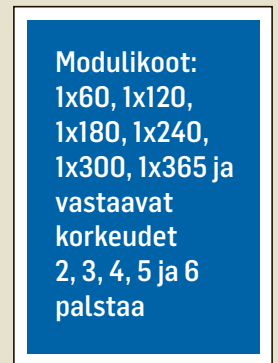 Modulikoot:
1x60, 1x120,
1x180, 1x240,
1x300, 1x365 ja
vastaavat
korkeudet
2, 3, 4, 5 ja 6
palstaa